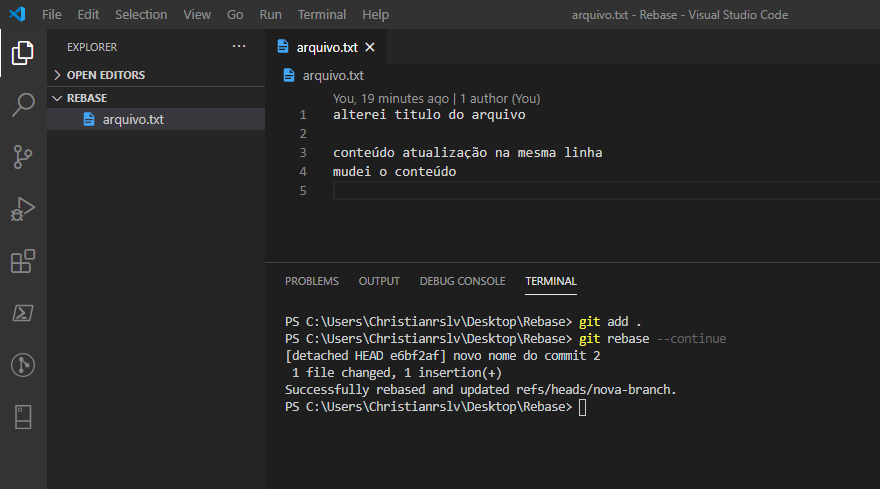 File Edit Selection View Go Run Terminal Help arquivo.txt - Rebase - Visual Studio Code
EXPLORER ...
OPEN EDITORS
REBASE
arquivo.txt
arquivo.txt
arquivo.txt
You, 19 minutes ago | 1 author (You)
1 alterei titulo do arquivo
2
3 conteúdo atualização na mesma linha
4 mudei o conteúdo
5
PROBLEMS OUTPUT DEBUG CONSOLE TERMINAL
PS C:\Users\Christianrslv\Desktop\Rebase> git add .
PS C:\Users\Christianrslv\Desktop\Rebase> git rebase --continue
[detached HEAD e6bf2af] novo nome do commit 2
1 file changed, 1 insertion(+)
Successfully rebased and updated refs/heads/nova-branch.
PS C:\Users\Christianrslv\Desktop\Rebase>